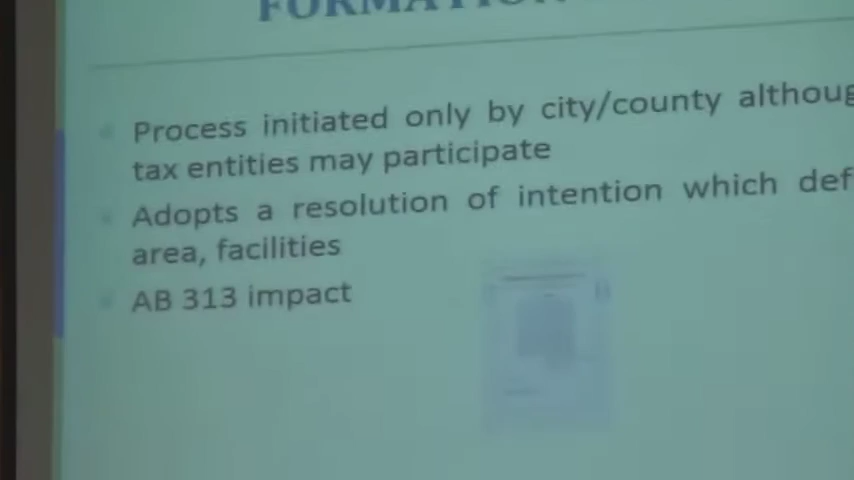 FORMATION
Process initiated only by city/county althoug
tax entities may participate
Adopts a resolution of intention which def
area, facilities
AB 313 impact